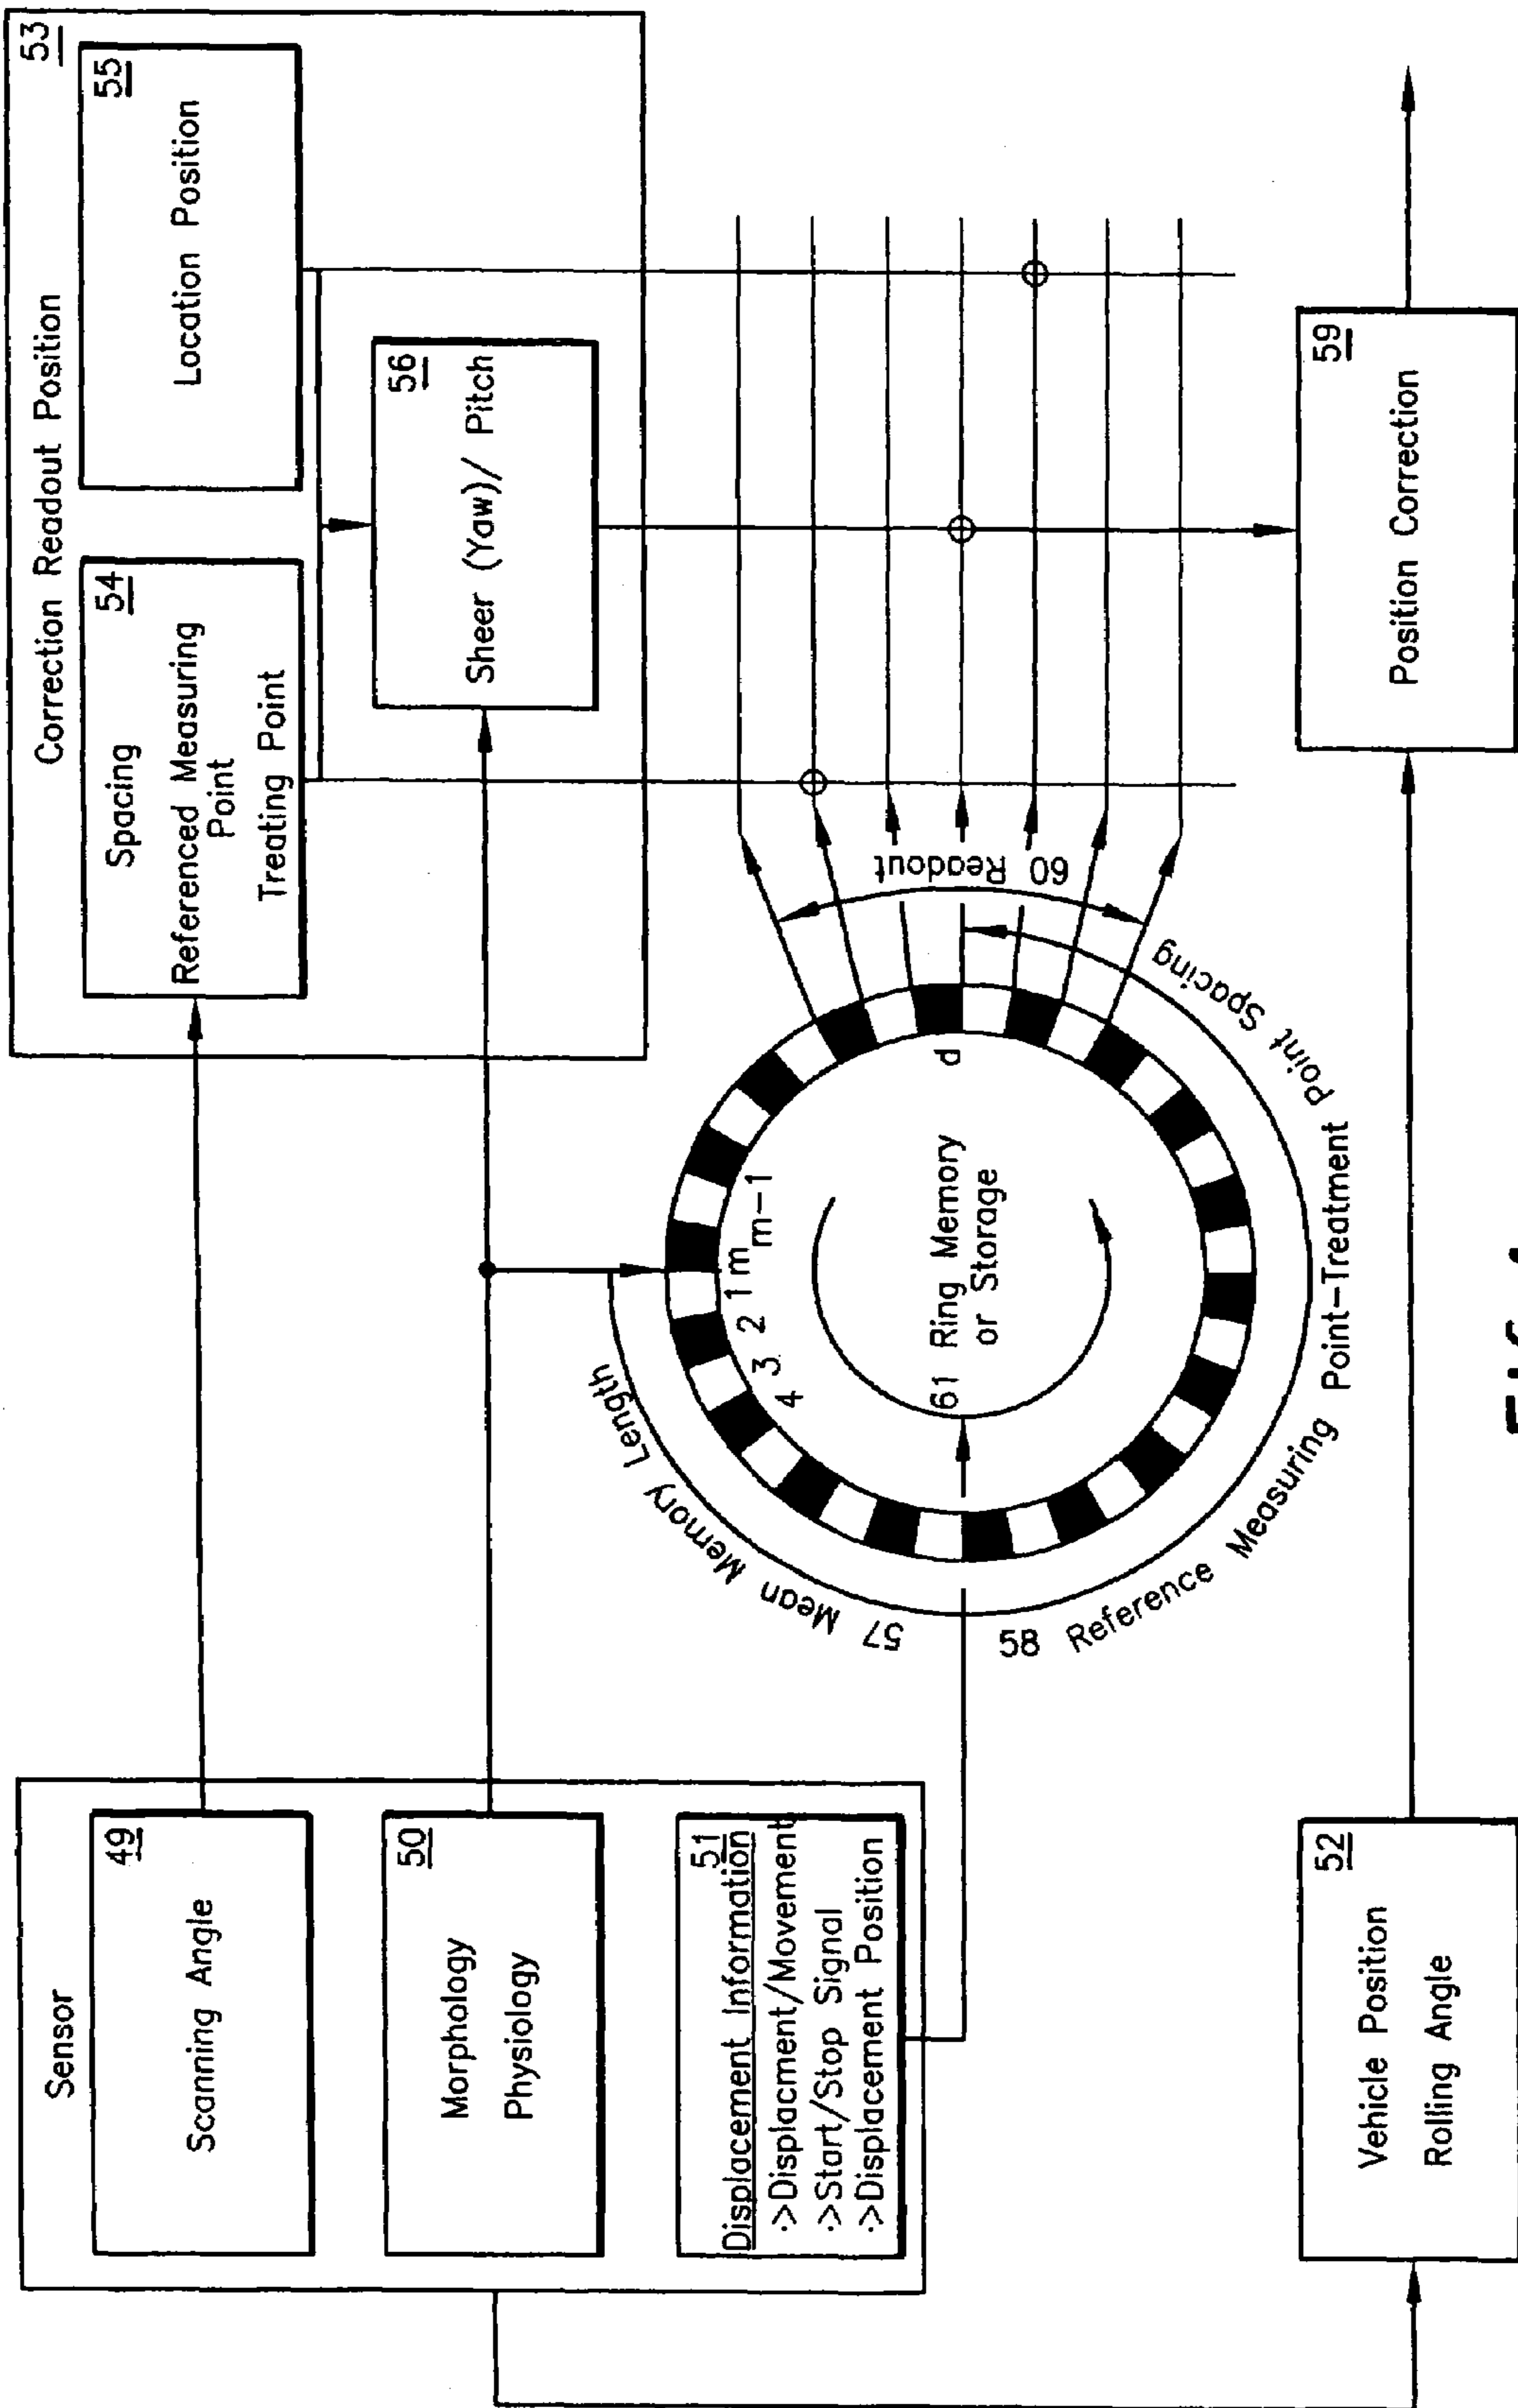 Sensor
49
Scanning Angle
50
Morphology
Physiology
51
Displacement Information
·>Displacment/Movement
·>Start/Stop Signal
·>Displacement Position
52
Vehicle Position
Rolling Angle
Correction Readout Position
53
54
Spacing
Referenced Measuring
Point
Treating Point
55
Location Position
56
Sheer (Yaw)/ Pitch
57 Mean Memory Length
4
3
2
1
m
m-1
d
61 Ring Memory
or Storage
58 Reference Measuring Point-Treatment Point Spacing
60 Readout
59
Position Correction